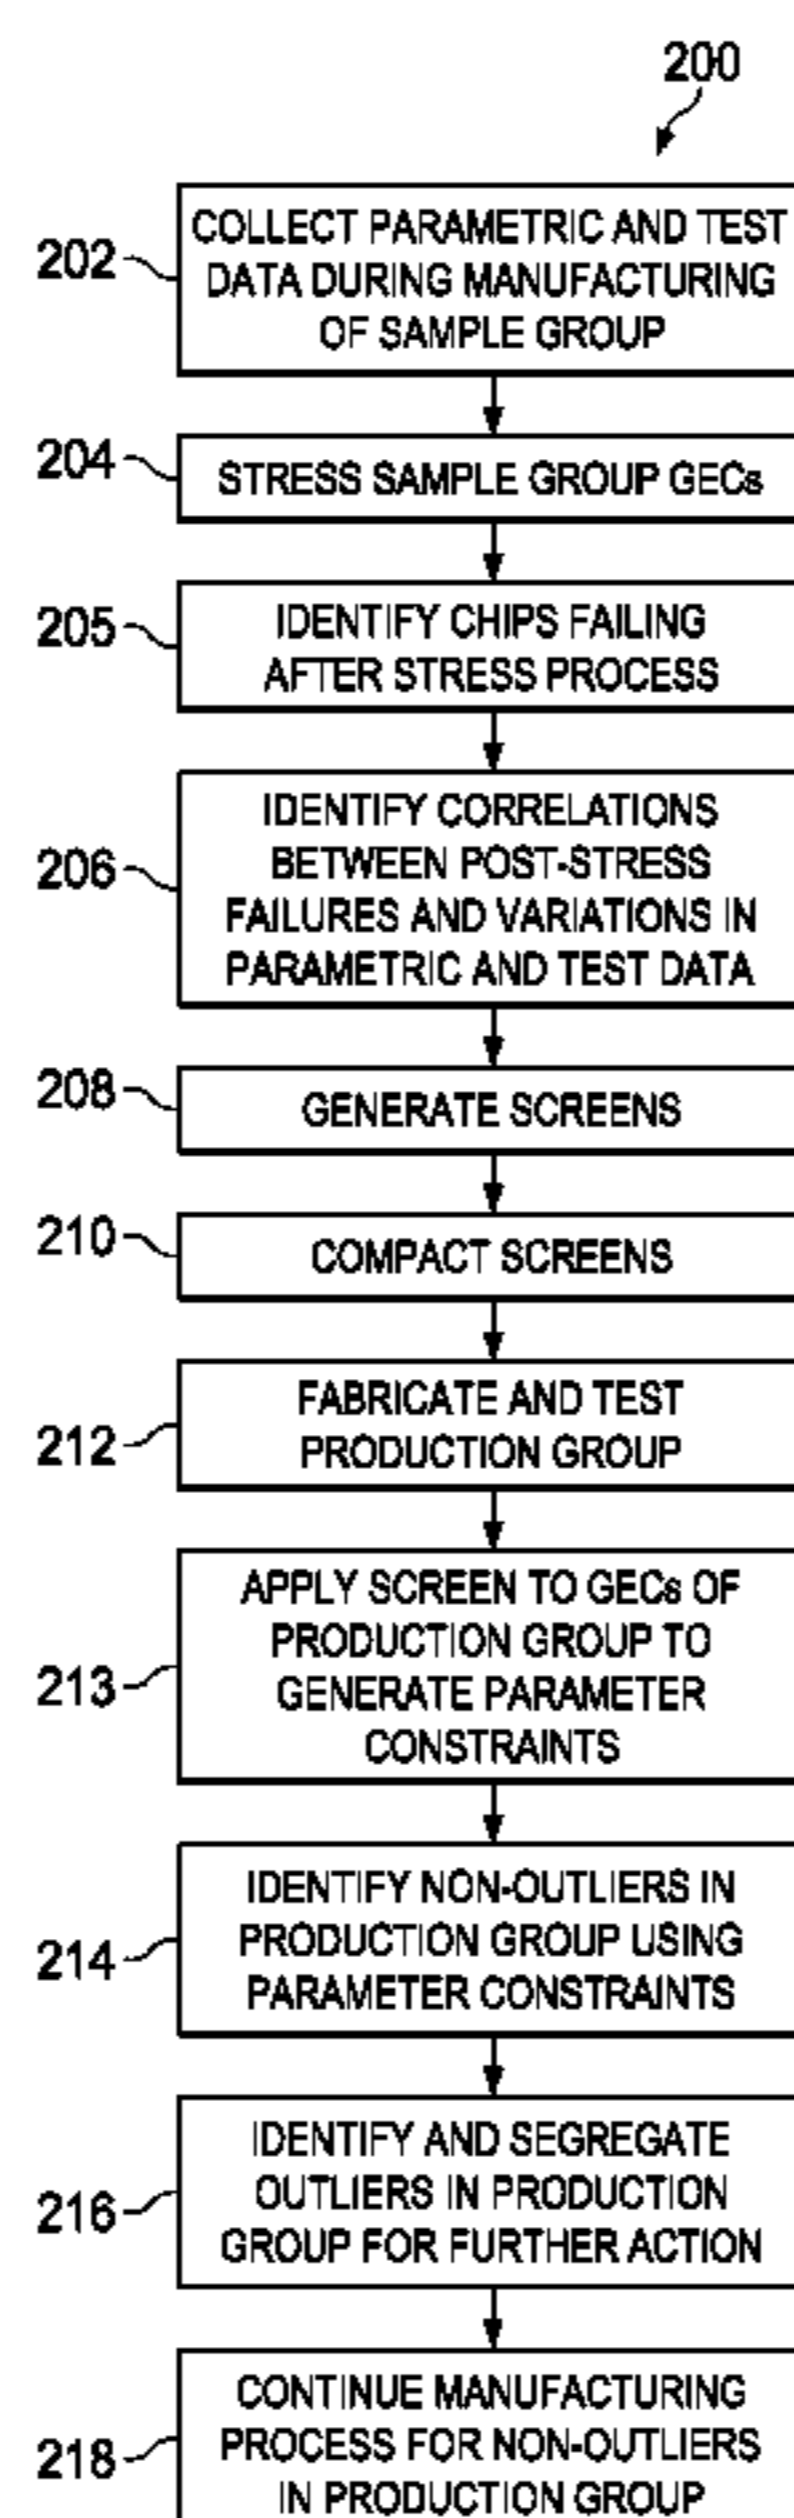 200
202
COLLECT PARAMETRIC AND TEST
DATA DURING MANUFACTURING
OF SAMPLE GROUP
204
STRESS SAMPLE GROUP GECs
205
IDENTIFY CHIPS FAILING
AFTER STRESS PROCESS
206
IDENTIFY CORRELATIONS
BETWEEN POST-STRESS
FAILURES AND VARIATIONS IN
PARAMETRIC AND TEST DATA
208
GENERATE SCREENS
210
COMPACT SCREENS
212
FABRICATE AND TEST
PRODUCTION GROUP
213
APPLY SCREEN TO GECs OF
PRODUCTION GROUP TO
GENERATE PARAMETER
CONSTRAINTS
214
IDENTIFY NON-OUTLIERS IN
PRODUCTION GROUP USING
PARAMETER CONSTRAINTS
216
IDENTIFY AND SEGREGATE
OUTLIERS IN PRODUCTION
GROUP FOR FURTHER ACTION
218
CONTINUE MANUFACTURING
PROCESS FOR NON-OUTLIERS
IN PRODUCTION GROUP